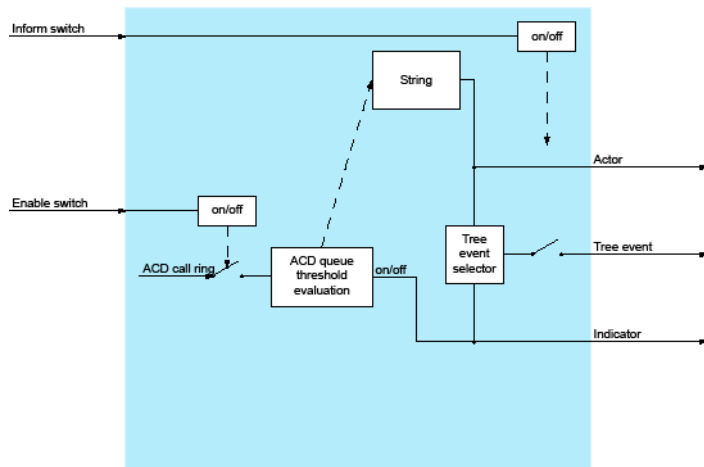 Inform switch
on/off
String
Actor
Enable switch
on/off
Tree
event
selector
Tree event
ACD call ring
ACD queue
threshold
evaluation
on/off
Indicator